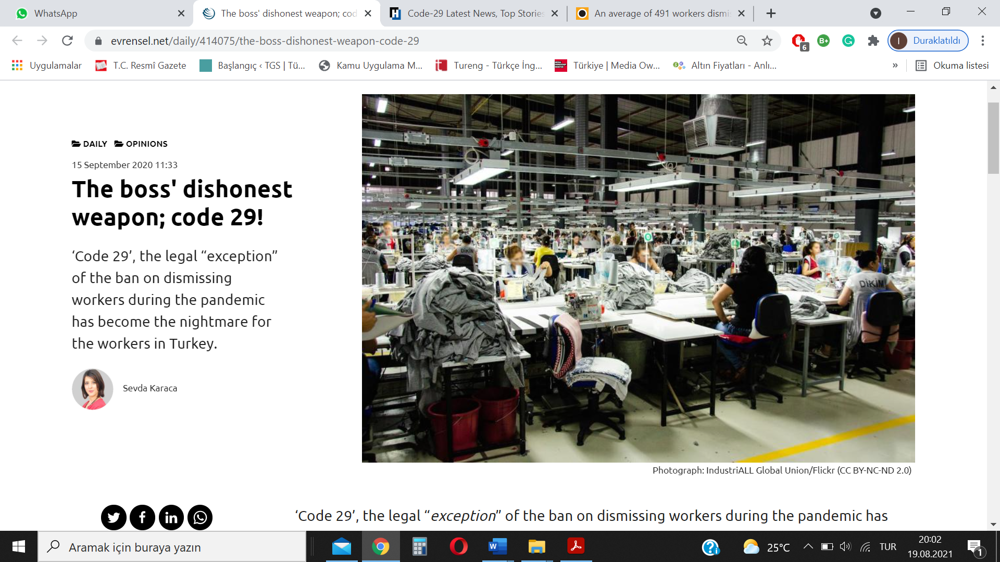 WhatsApp
The boss' dishonest weapon; cod
Code-29 Latest News, Top Stories
An average of 491 workers dismi
evrensel.net/daily/414075/the-boss-dishonest-weapon-code-29
6
B+
I
Duraklatıldı
Uygulamalar
T.C. Resmî Gazete
Başlangıç ‹ TGS | Tü...
Kamu Uygulama M...
Tureng - Türkçe İng...
Türkiye | Media Ow...
Altın Fiyatları - Anlı...
»
Okuma listesi
DAILY
OPINIONS
15 September 2020 11:33
The boss' dishonest
weapon; code 29!
‘Code 29’, the legal “exception”
of the ban on dismissing
workers during the pandemic
has become the nightmare for
the workers in Turkey.
Sevda Karaca
DİKİM
DİKİM
Photograph: IndustriALL Global Union/Flickr (CC BY-NC-ND 2.0)
‘Code 29’, the legal “exception” of the ban on dismissing workers during the pandemic has
Aramak için buraya yazın
25°C
TUR
20:02
19.08.2021
1